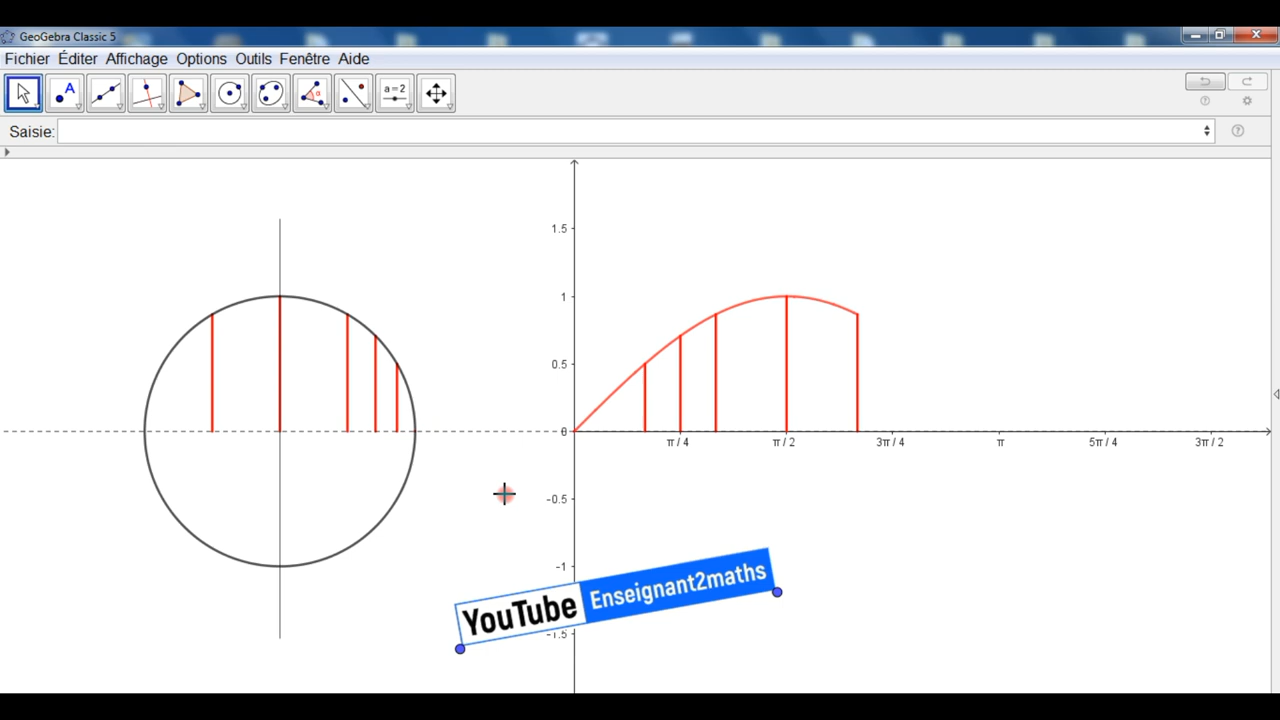 GeoGebra Classic 5
Fichier Éditer Affichage Options Outils Fenêtre Aide
A
α
a=2
Saisie:
1.5
1
0.5
0
π / 4
π / 2
3π / 4
π
5π / 4
3π / 2
-0.5
-1
YouTube Enseignant2maths
-1.5